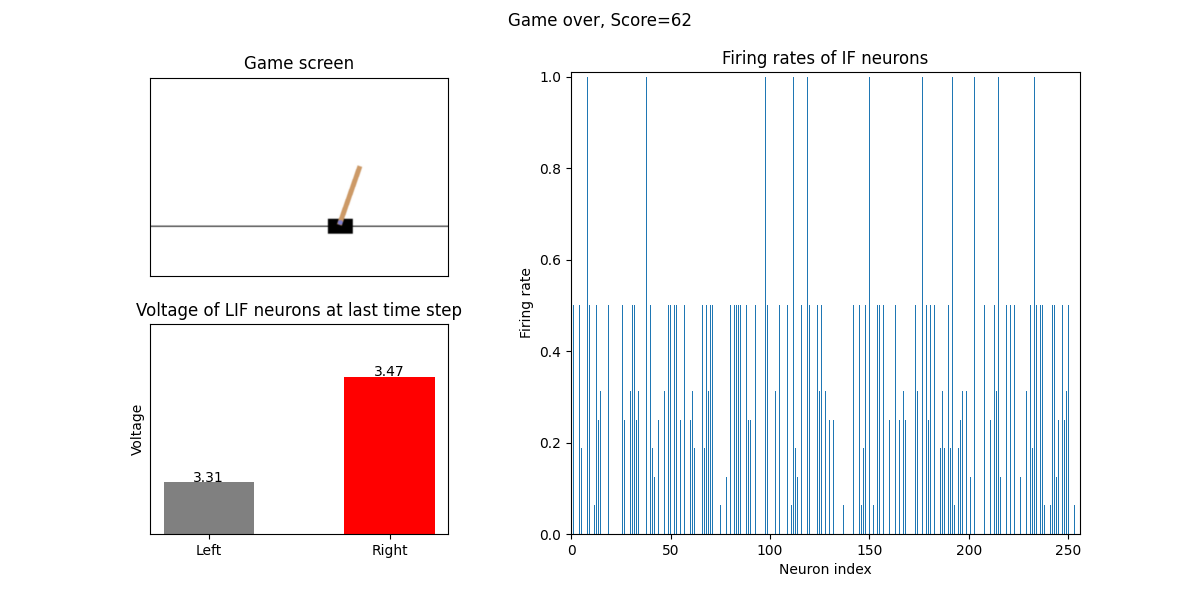 Game over, Score=62
Game screen
Voltage of LIF neurons at last time step
3.47
3.31
Voltage
Left Right
Firing rates of IF neurons
1.0
0.8
0.6
0.4
0.2
0.0
Firing rate
0 50 100 150 200 250
Neuron index